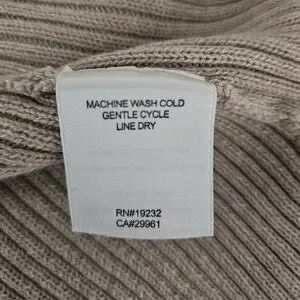 MACHINE WASH COLD
GENTLE CYCLE
LINE DRY
RN#19232
CA#29961